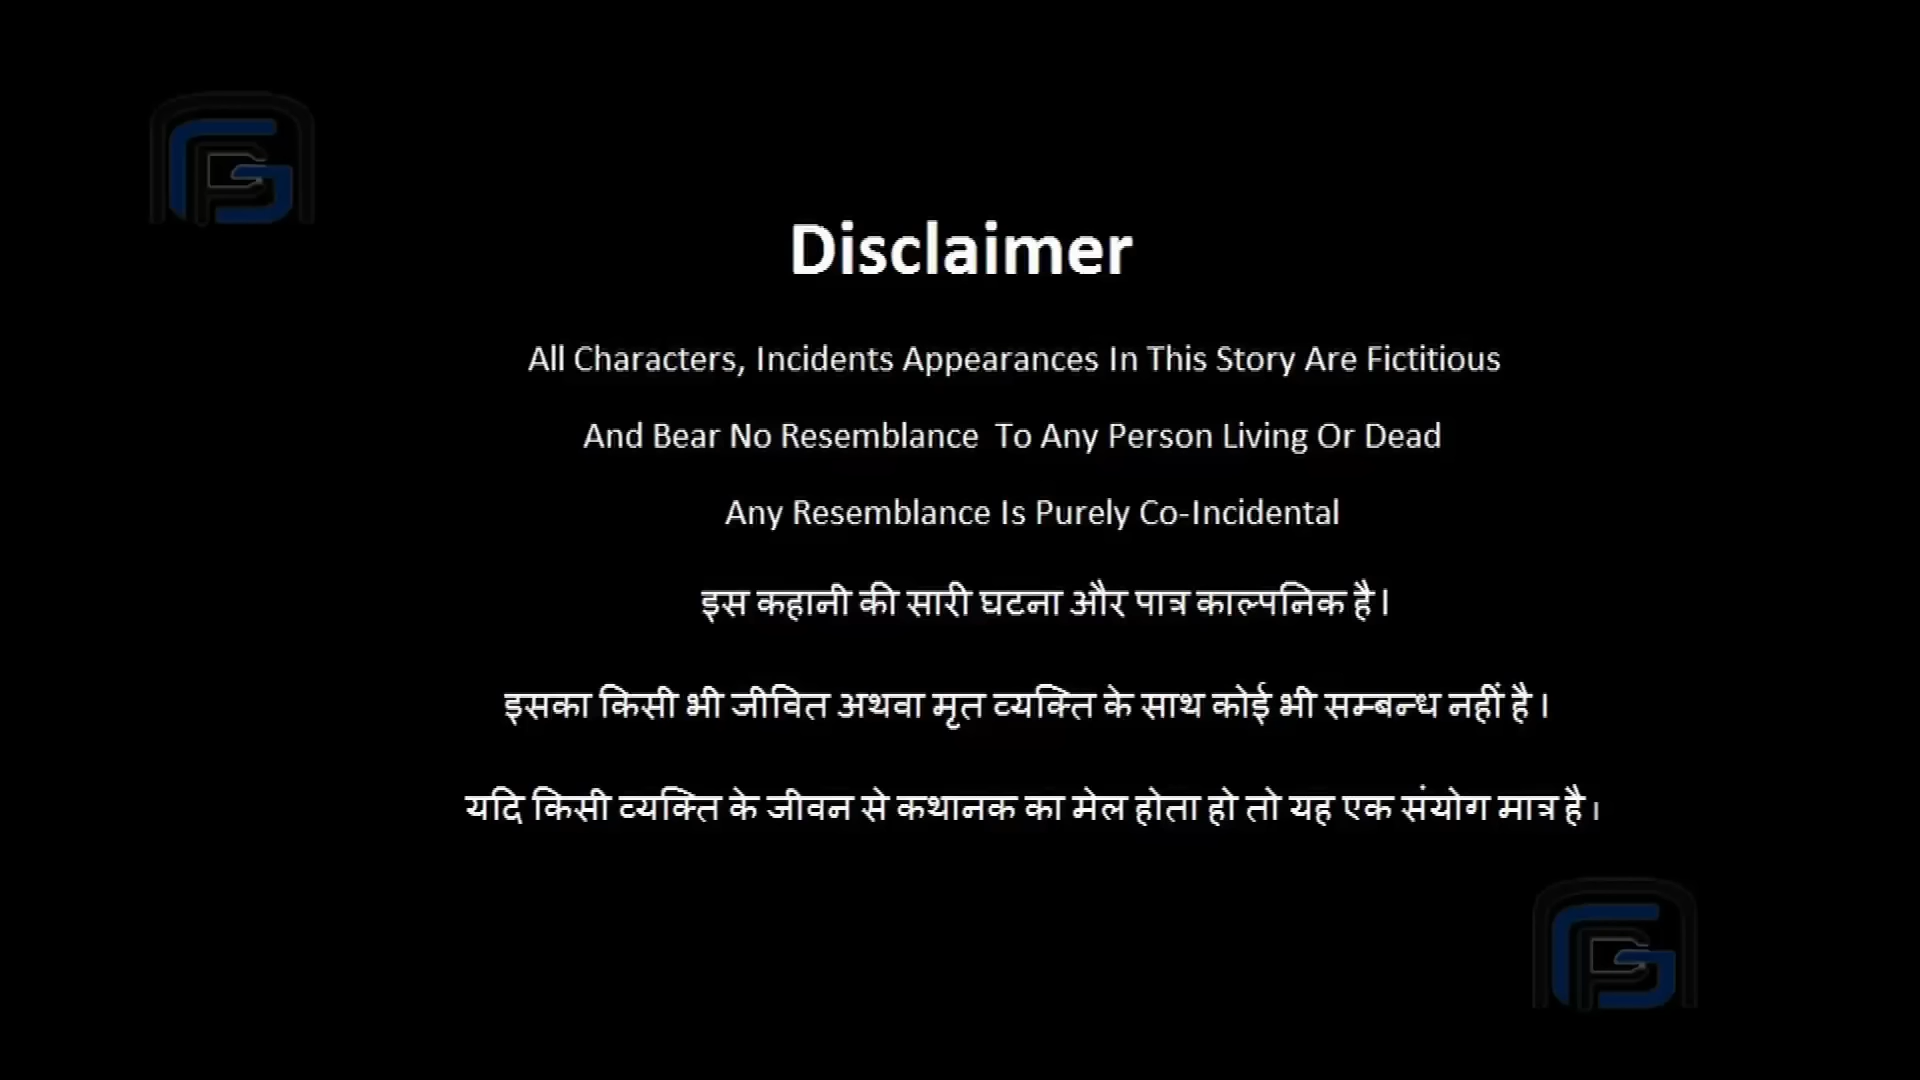 Disclaimer
All Characters, Incidents Appearances In This Story Are Fictitious
And Bear No Resemblance To Any Person Living Or Dead
Any Resemblance Is Purely Co-Incidental
इस कहानी की सारी घटना और पात्र काल्पनिक है।
इसका किसी भी जीवित अथवा मृत व्यक्ति के साथ कोई भी सम्बन्ध नहीं है।
यदि किसी व्यक्ति के जीवन से कथानक का मेल होता हो तो यह एक संयोग मात्र है।